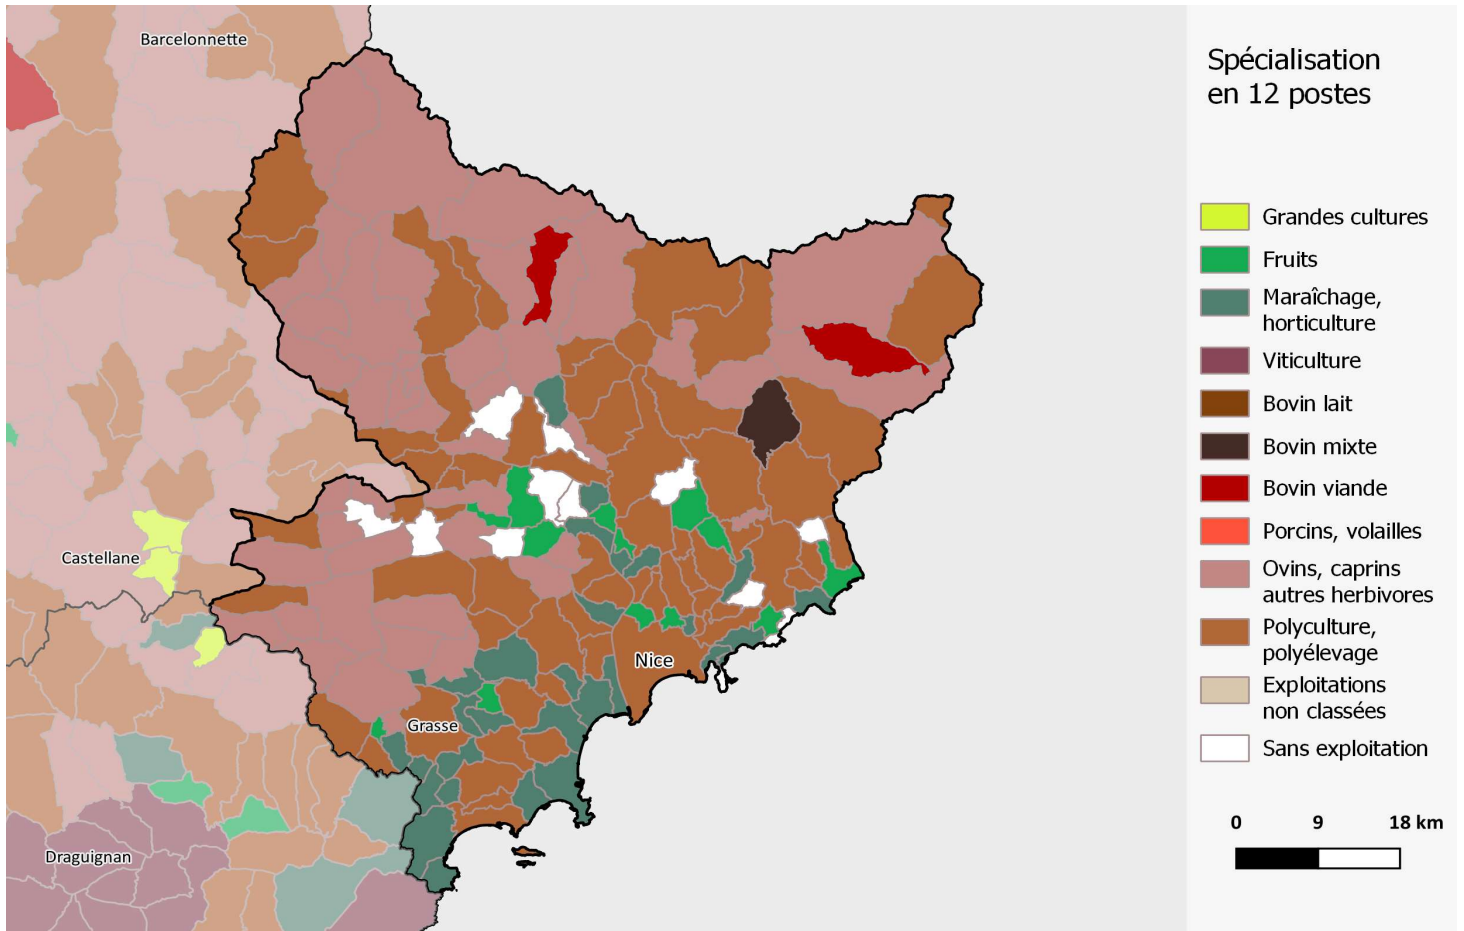 Barcelonnette
Castellane
Nice
Grasse
Draguignan
Spécialisation
en 12 postes
Grandes cultures
Fruits
Maraîchage,
horticulture
Viticulture
Bovin lait
Bovin mixte
Bovin viande
Porcins, volailles
Ovins, caprins
autres herbivores
Polyculture,
polyélevage
Exploitations
non classées
Sans exploitation
0 9 18 km